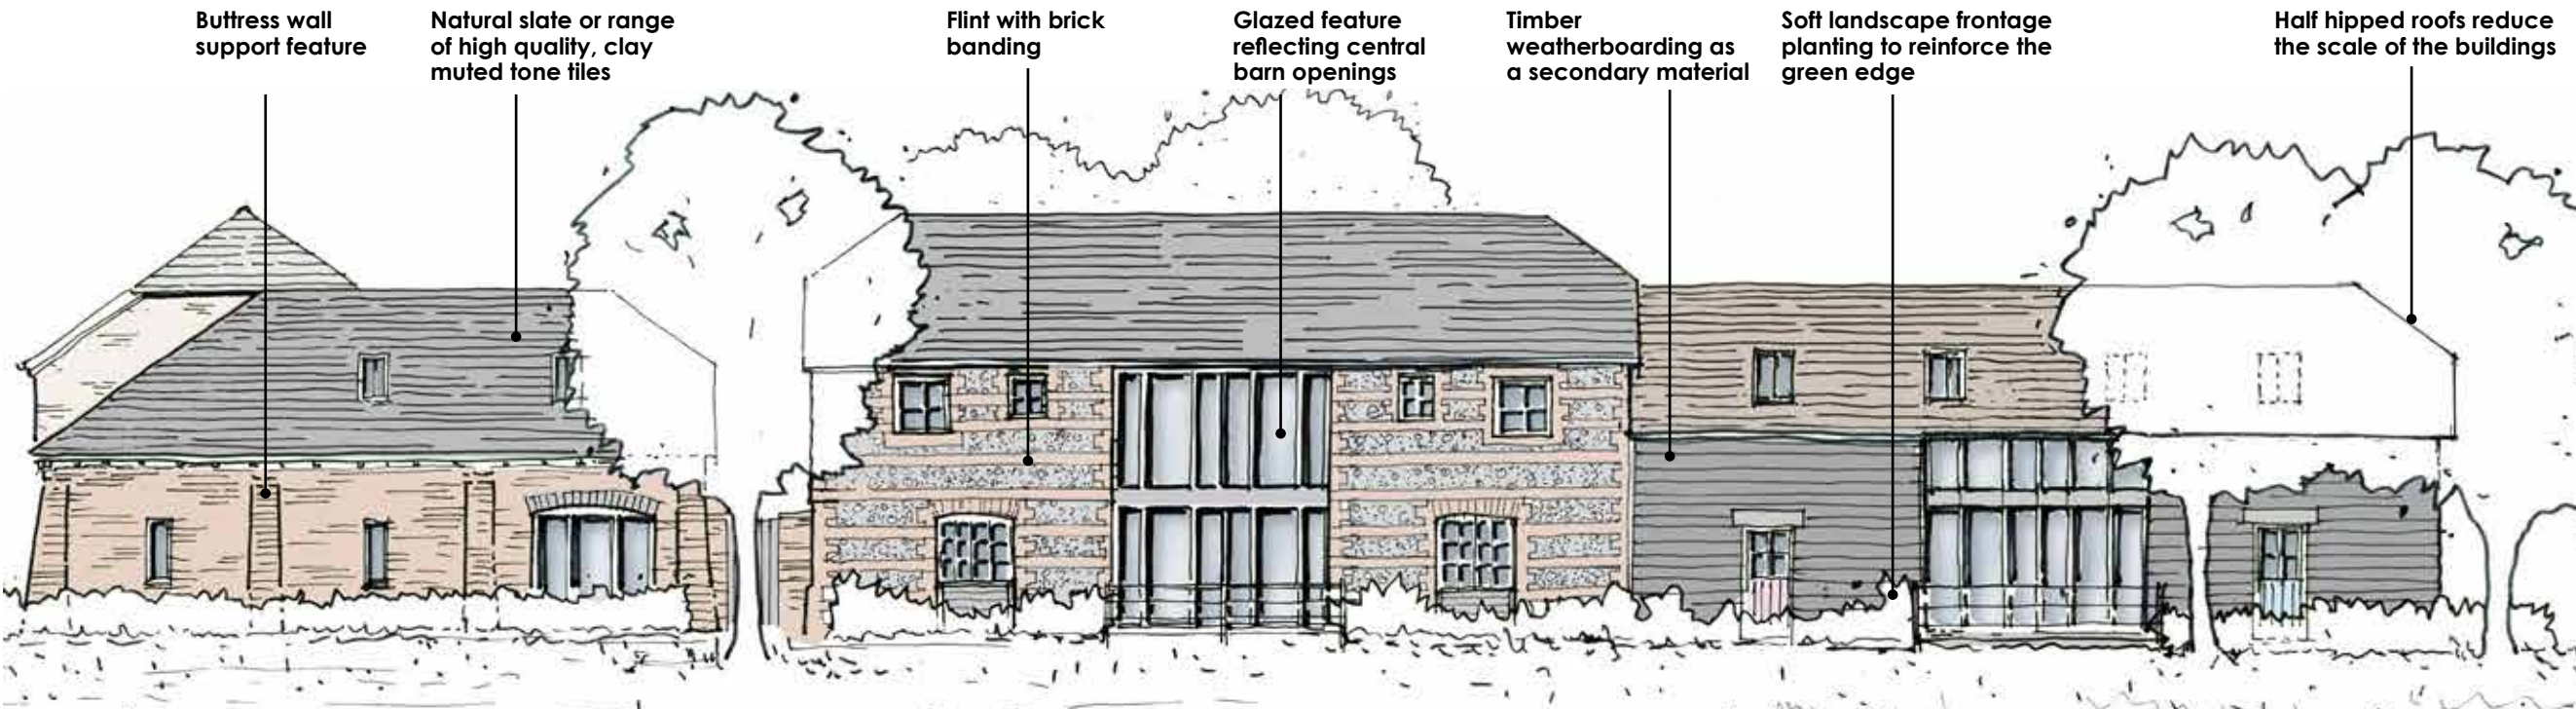 Buttress wall
support feature
Natural slate or range
of high quality, clay
muted tone tiles
Flint with brick
banding
Glazed feature
reflecting central
barn openings
Timber
weatherboarding as
a secondary material
Soft landscape frontage
planting to reinforce the
green edge
Half hipped roofs reduce
the scale of the buildings